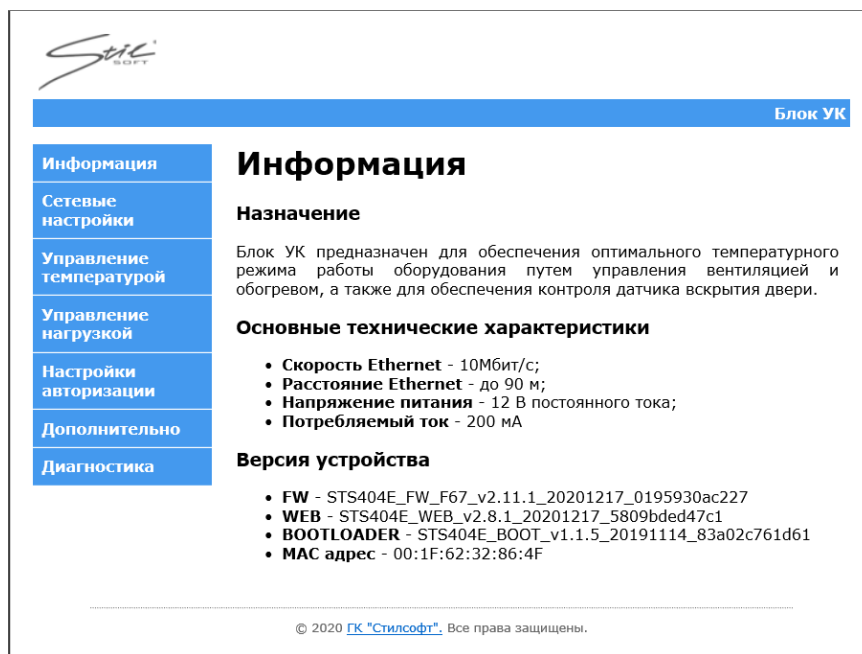 Stil
SOFT
Блок УК
Информация
Сетевые
настройки
Управление
температурой
Управление
нагрузкой
Настройки
авторизации
Дополнительно
Диагностика
Информация
Назначение
Блок УК предназначен для обеспечения оптимального температурного
режима работы оборудования путем управления вентиляцией и
обогревом, а также для обеспечения контроля датчика вскрытия двери.
Основные технические характеристики
• Скорость Ethernet - 10Мбит/с;
• Расстояние Ethernet - до 90 м;
• Напряжение питания - 12 В постоянного тока;
• Потребляемый ток - 200 мА
Версия устройства
• FW - STS404E_FW_F67_v2.11.1_20201217_0195930ac227
• WEB - STS404E_WEB_v2.8.1_20201217_5809bded47c1
• BOOTLOADER - STS404E_BOOT_v1.1.5_20191114_83a02c761d61
• MAC адрес - 00:1F:62:32:86:4F
© 2020 ГК "Стилсофт". Все права защищены.